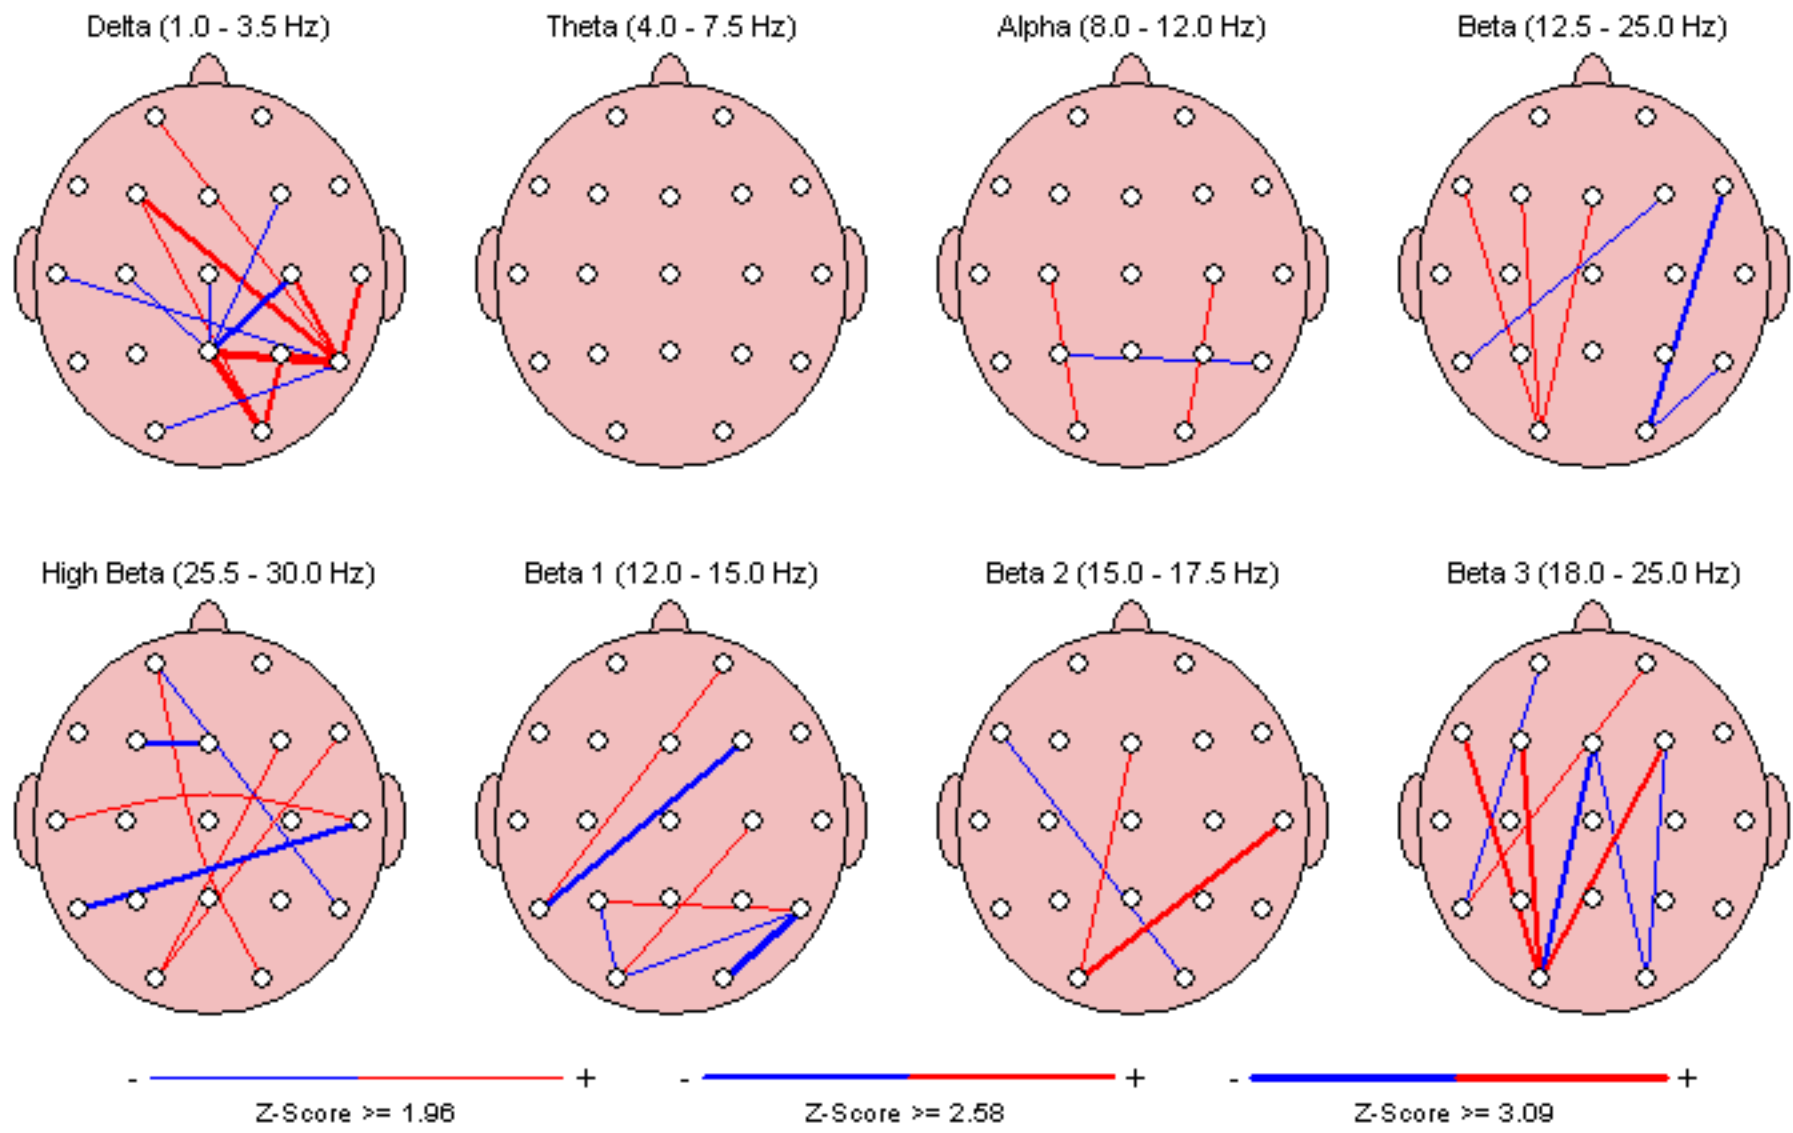 Delta (1.0 - 3.5 Hz) Theta (4.0 - 7.5 Hz) Alpha (8.0 - 12.0 Hz) Beta (12.5 - 25.0 Hz)
High Beta (25.5 - 30.0 Hz) Beta 1 (12.0 - 15.0 Hz) Beta 2 (15.0 - 17.5 Hz) Beta 3 (18.0 - 25.0 Hz)
- + - + - +
Z-Score >= 1.96 Z-Score >= 2.58 Z-Score >= 3.09